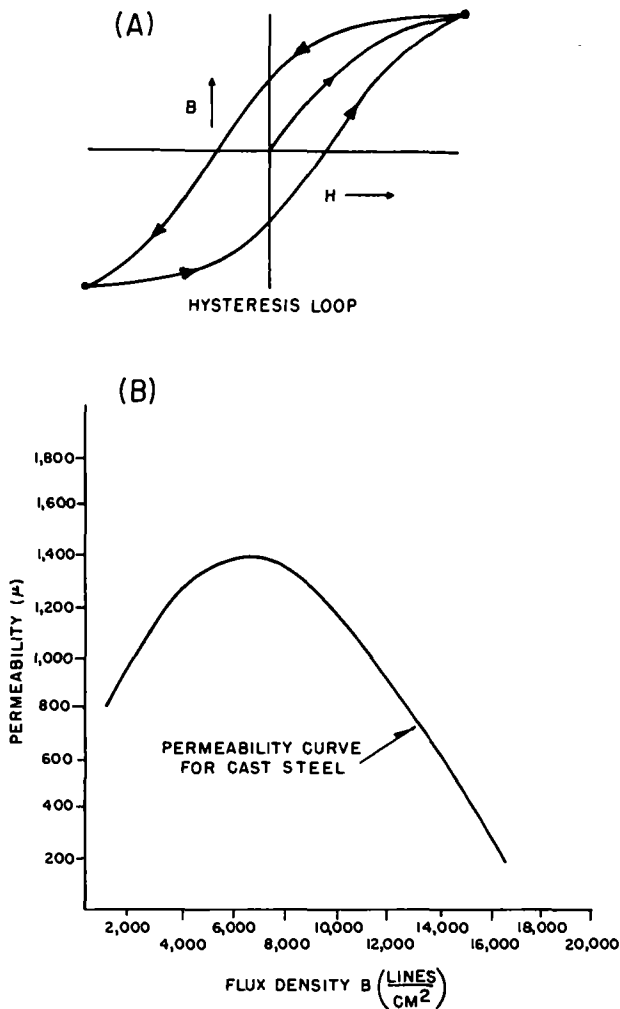 (A)
B
H
HYSTERESIS LOOP
(B)
PERMEABILITY (μ)
1,800
1,600
1,400
1,200
1,000
800
600
400
200
PERMEABILITY CURVE
FOR CAST STEEL
2,000 6,000 10,000 14,000 18,000
4,000 8,000 12,000 16,000 20,000
FLUX DENSITY B (LINES
CM2)